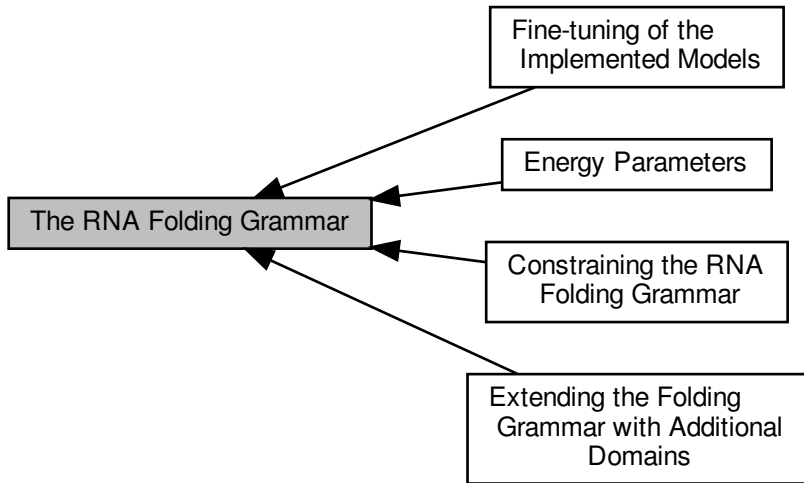 Fine-tuning of the
Implemented Models
Energy Parameters
The RNA Folding Grammar
Constraining the RNA
Folding Grammar
Extending the Folding
Grammar with Additional
Domains